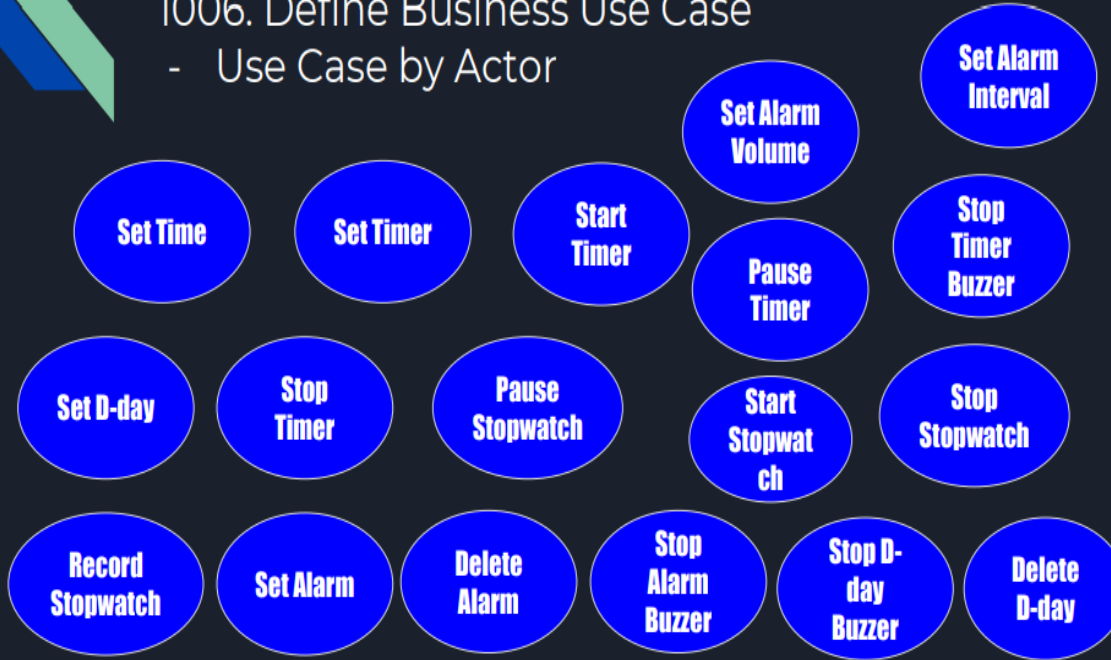 1006. Define Business Use Case
- Use Case by Actor
Set Alarm
Interval
Set Alarm
Volume
Set Time
Set Timer
Start
Timer
Stop
Timer
Buzzer
Pause
Timer
Set D-day
Stop
Timer
Pause
Stopwatch
Start
Stopwat
ch
Stop
Stopwatch
Record
Stopwatch
Set Alarm
Delete
Alarm
Stop
Alarm
Buzzer
Stop D-
day
Buzzer
Delete
D-day